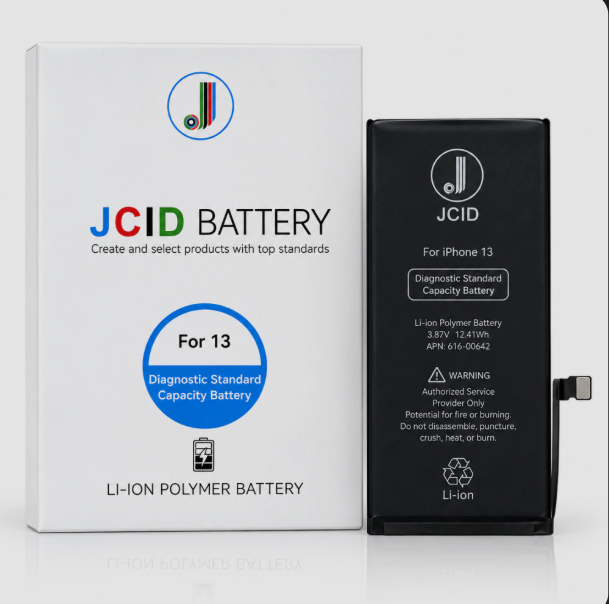 JCID BATTERY
Create and select products with top standards
For 13
Diagnostic Standard
Capacity Battery
LI-ION POLYMER BATTERY
JCID
For iPhone 13
Diagnostic Standard
Capacity Battery
Li-ion Polymer Battery
3.87V 12.41Wh
APN: 616-00642
WARNING
Authorized Service
Provider Only
Potential for fire or burning.
Do not disassemble, puncture,
crush, heat, or burn.
Li-ion